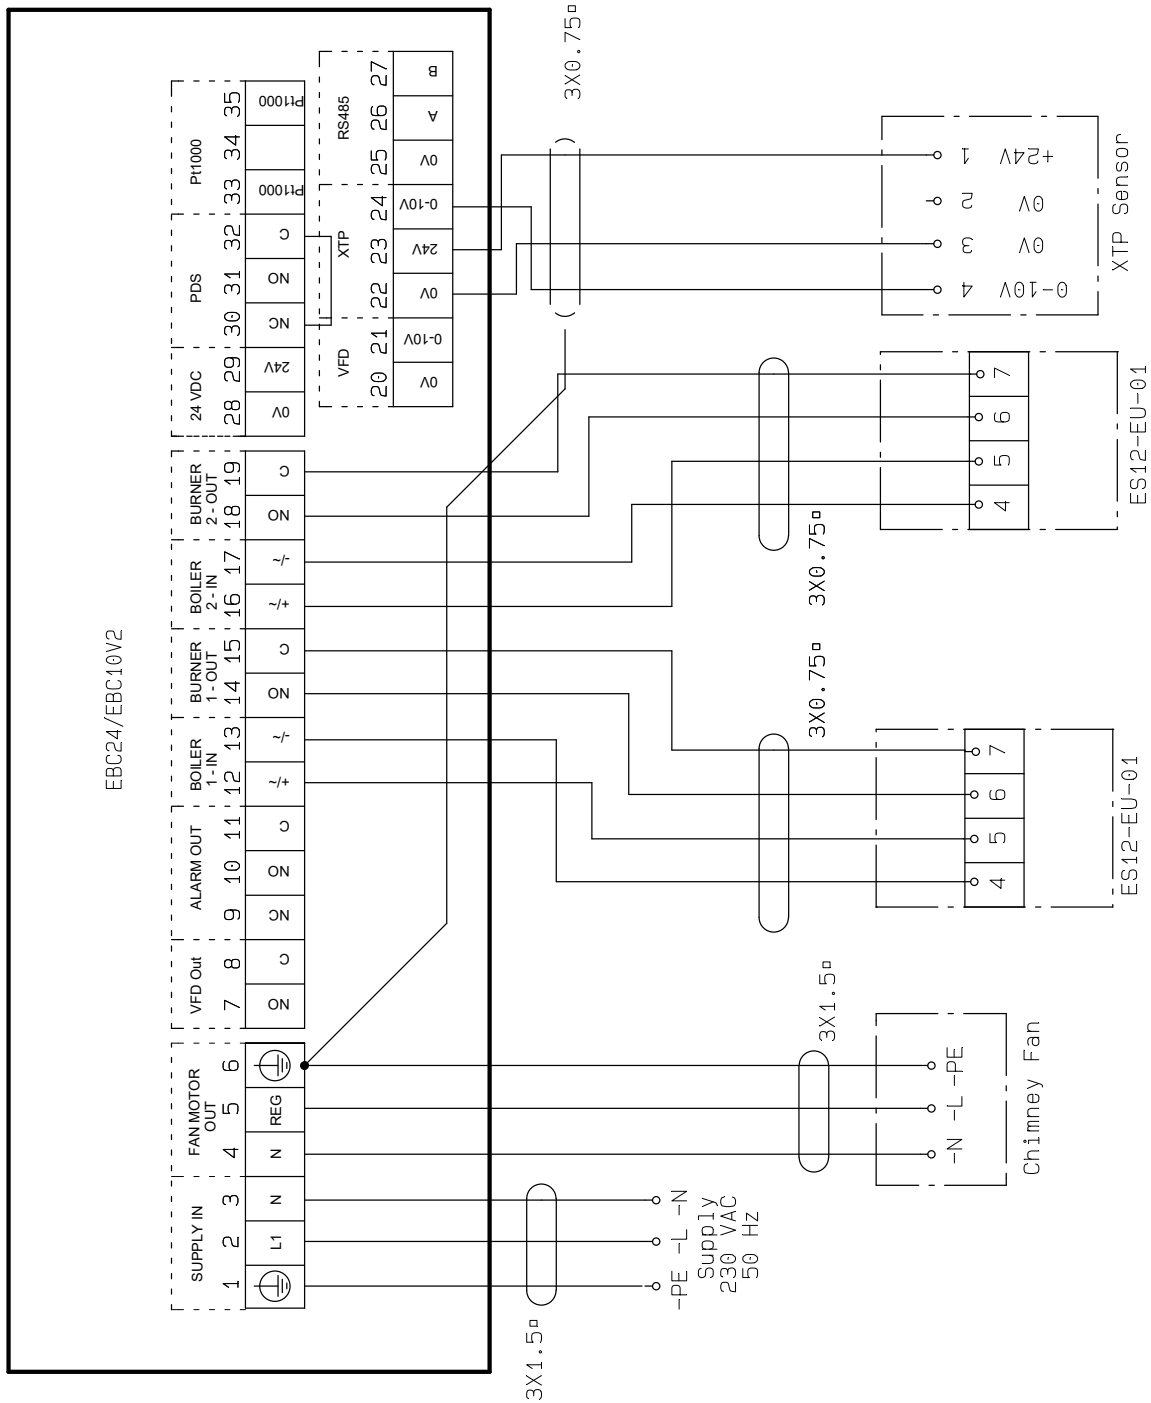 EBC24/EBC10V2
SUPPLY IN
1 2 3
L1 N
FAN MOTOR
OUT
4 5 6
N REG
VFD Out
7 8
NO C
ALARM OUT
9 10 11
NC NO C
BOILER
1 - IN
12 13
+/~ -/~
BURNER
1 - OUT
14 15
NO C
BOILER
2 - IN
16 17
+/~ -/~
BURNER
2 - OUT
18 19
NO C
24 VDC
28 29
0V 24V
PDS
30 31 32
NC NO C
Pt1000
33 34 35
Pt1000 Pt1000
VFD
20 21
0V 0-10V
XTP
22 23 24
0V 24V 0-10V
RS485
25 26 27
0V A B
3X1.5□
-PE -L -N
Supply
230 VAC
50 Hz
3X1.5□
-N -L -PE
Chimney Fan
3X0.75□
4 5 6 7
ES12-EU-01
3X0.75□
4 5 6 7
ES12-EU-01
3X0.75□
4 3 2 1
0-10V 0V 0V +24V
XTP Sensor